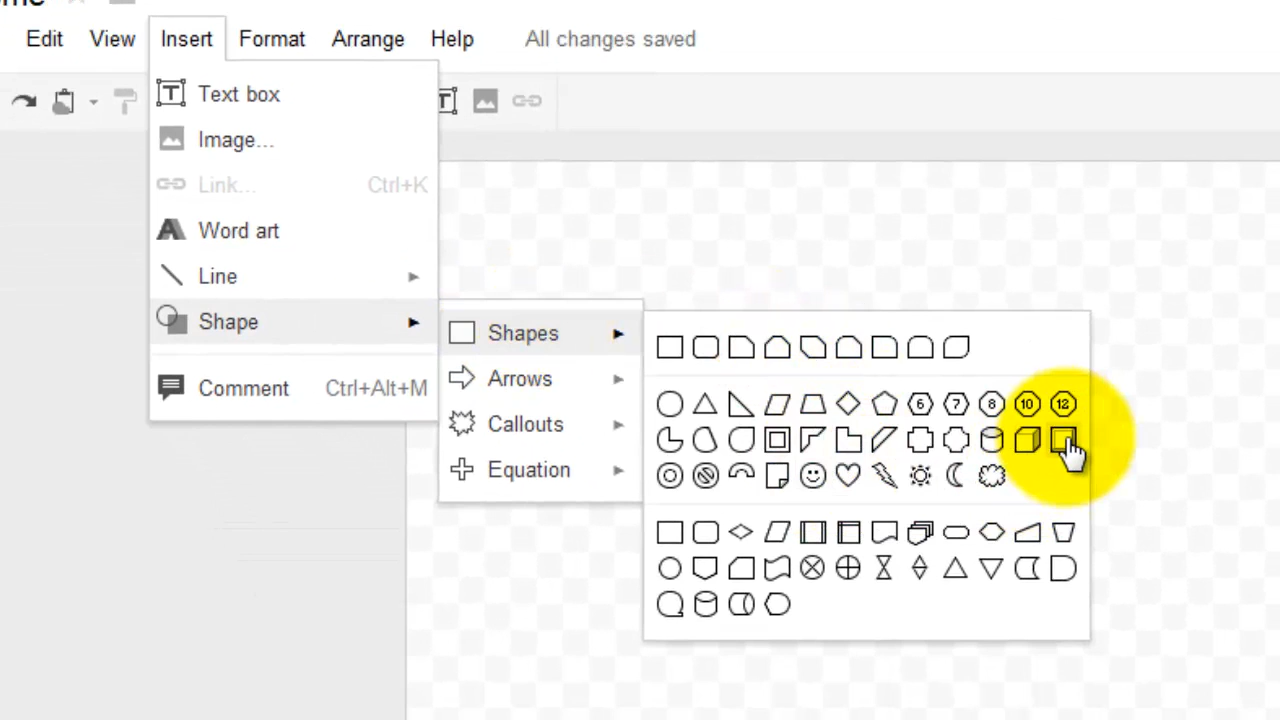 Edit View Insert Format Arrange Help All changes saved
Text box
Image...
Link... Ctrl+K
Word art
Line
Shape
Comment Ctrl+Alt+M
Shapes
Arrows
Callouts
Equation
6 7 8 10 12